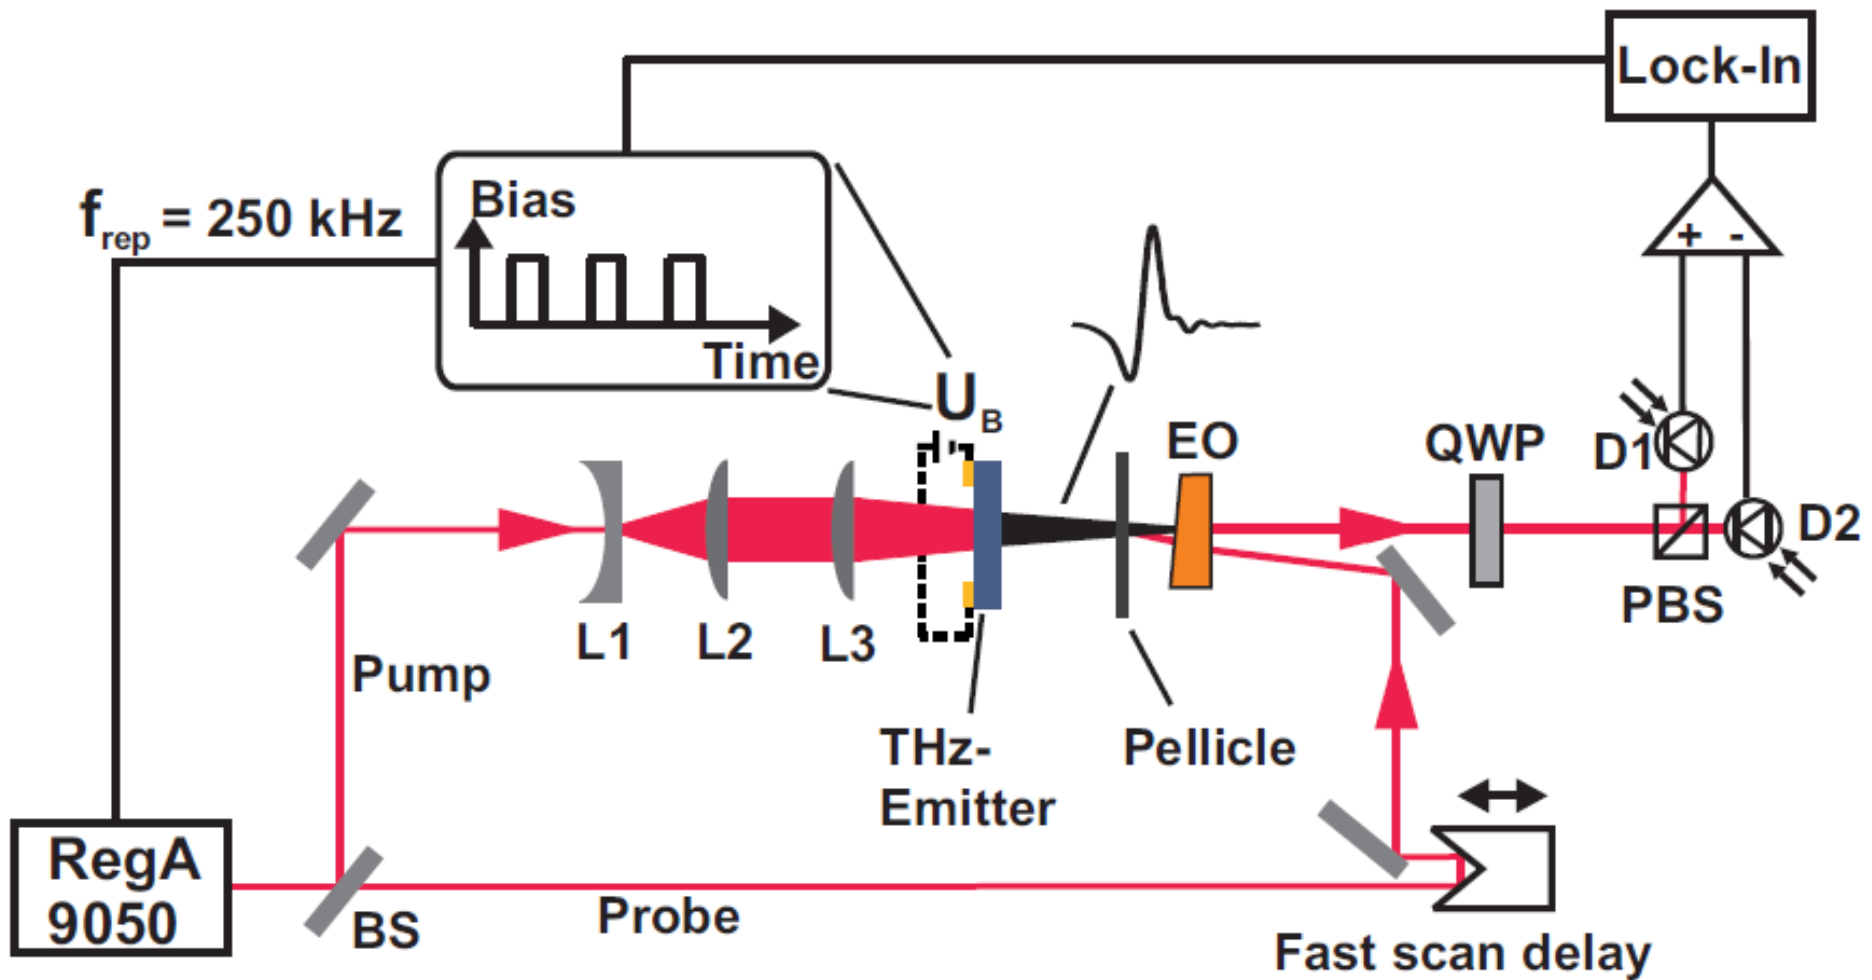 Lock-In
Bias
f_rep = 250 kHz
+ -
Time
U_B
EO
QWP
D1
D2
L1
L2
L3
PBS
Pump
THz-
Emitter
Pellicle
RegA
9050
BS
Probe
Fast scan delay